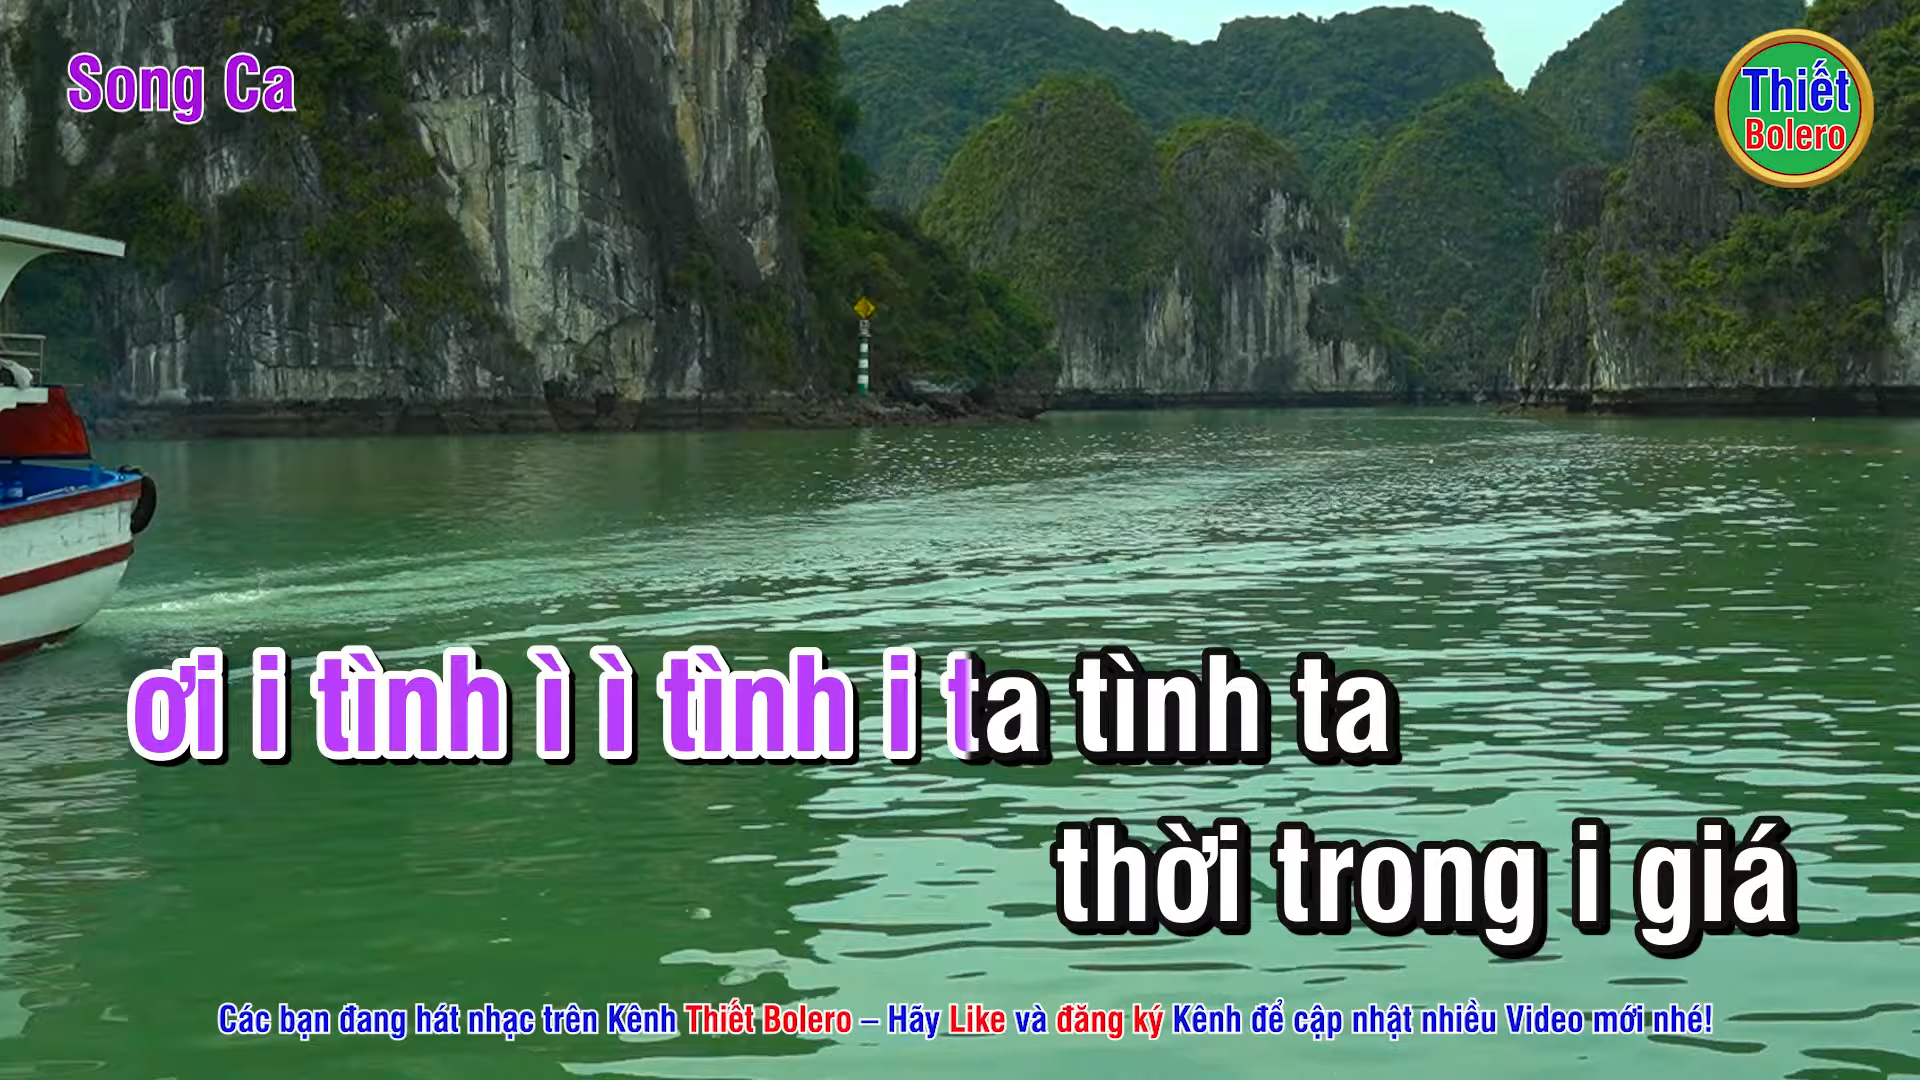 Song Ca
Thiết
Bolero
ơi i tình ì ì tình i ta tình ta
thời trong i giá
Các bạn đang hát nhạc trên Kênh Thiết Bolero – Hãy Like và đăng ký Kênh để cập nhật nhiều Video mới nhé!